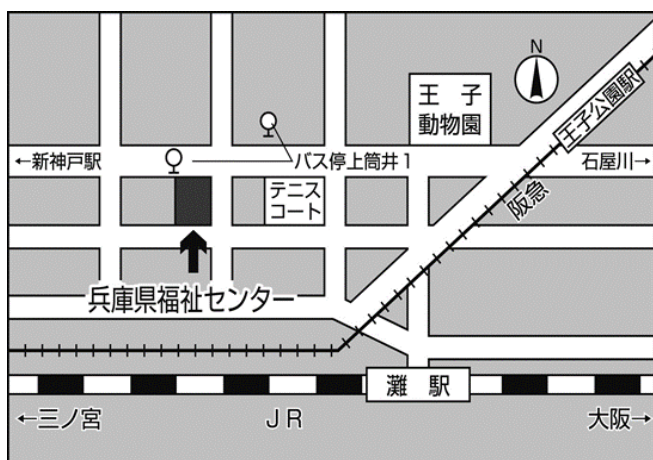 N
王子
動物園
王子公園駅
←新神戸駅
バス停上筒井1
石屋川→
テニス
コート
阪急
兵庫県福祉センター
灘駅
←三ノ宮
JR
大阪→